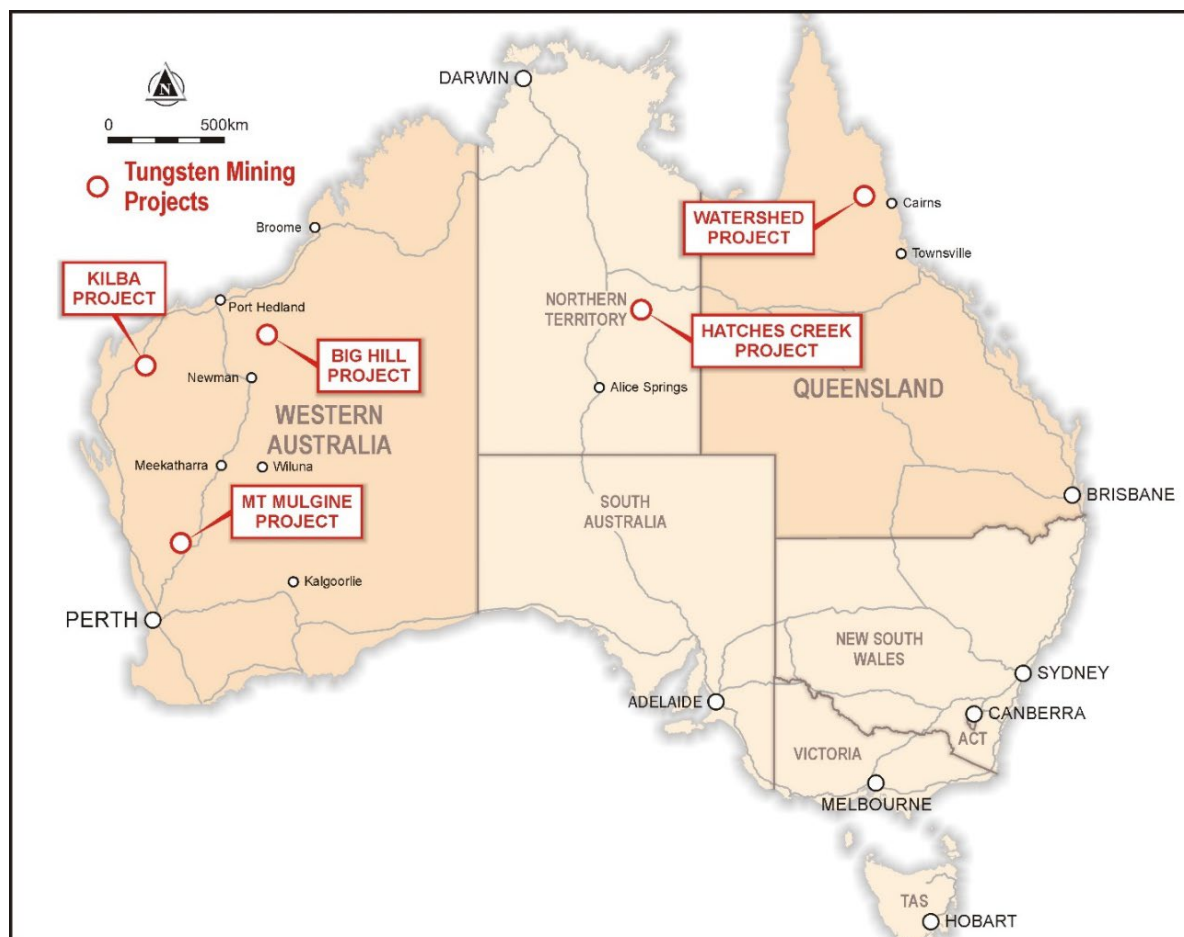 DARWIN
N
0 500km
Tungsten Mining
Projects
Broome
KILBA
PROJECT
Port Hedland
BIG HILL
PROJECT
Newman
WESTERN
AUSTRALIA
Meekatharra
Wiluna
MT MULGINE
PROJECT
Kalgoorlie
PERTH
WATERSHED
PROJECT
Cairns
Townsville
NORTHERN
TERRITORY
HATCHES CREEK
PROJECT
Alice Springs
QUEENSLAND
SOUTH
AUSTRALIA
BRISBANE
NEW SOUTH
WALES
SYDNEY
ADELAIDE
CANBERRA
ACT
VICTORIA
MELBOURNE
TAS
HOBART